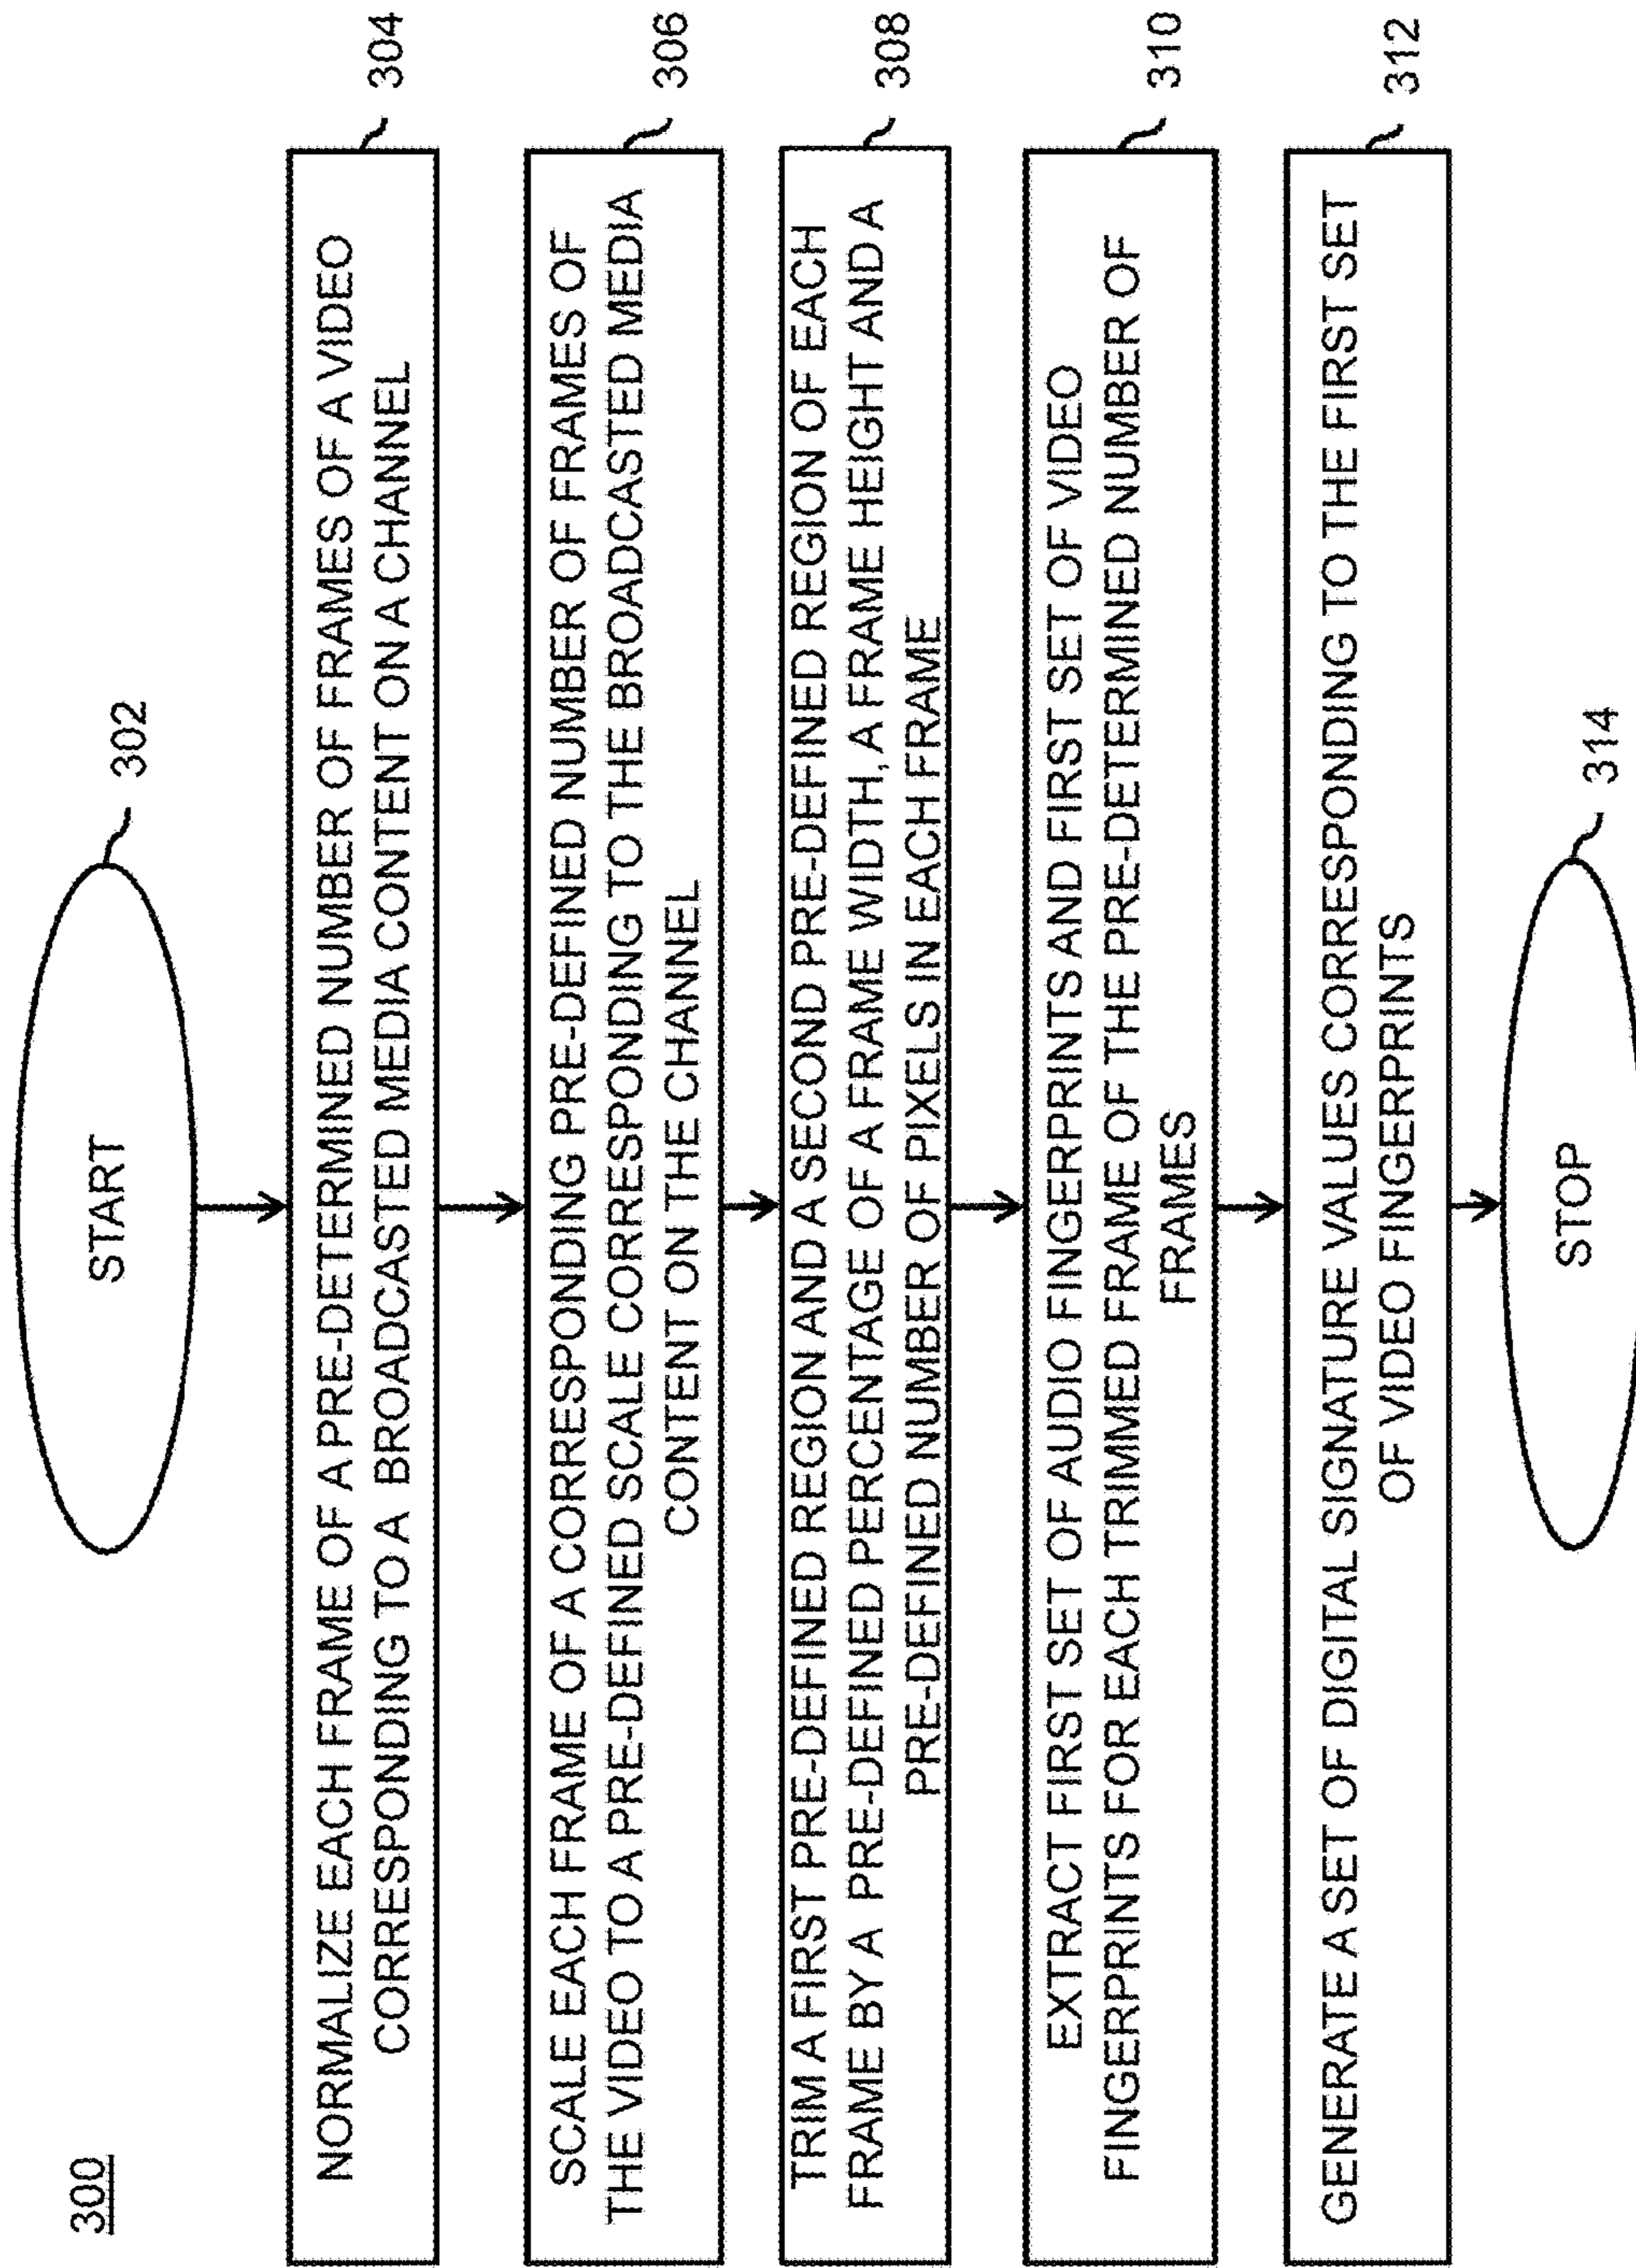 300
START
302
NORMALIZE EACH FRAME OF A PRE-DETERMINED NUMBER OF FRAMES OF A VIDEO
CORRESPONDING TO A BROADCASTED MEDIA CONTENT ON A CHANNEL
304
SCALE EACH FRAME OF A CORRESPONDING PRE-DEFINED NUMBER OF FRAMES OF
THE VIDEO TO A PRE-DEFINED SCALE CORRESPONDING TO THE BROADCASTED MEDIA
CONTENT ON THE CHANNEL
306
TRIM A FIRST PRE-DEFINED REGION AND A SECOND PRE-DEFINED REGION OF EACH
FRAME BY A PRE-DEFINED PERCENTAGE OF A FRAME WIDTH, A FRAME HEIGHT AND A
PRE-DEFINED NUMBER OF PIXELS IN EACH FRAME
308
EXTRACT FIRST SET OF AUDIO FINGERPRINTS AND FIRST SET OF VIDEO
FINGERPRINTS FOR EACH TRIMMED FRAME OF THE PRE-DETERMINED NUMBER OF
FRAMES
310
GENERATE A SET OF DIGITAL SIGNATURE VALUES CORRESPONDING TO THE FIRST SET
OF VIDEO FINGERPRINTS
312
STOP
314